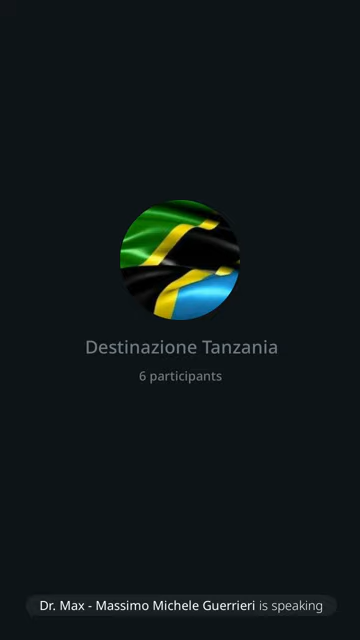 Destinazione Tanzania
6 participants
Dr. Max - Massimo Michele Guerrieri is speaking